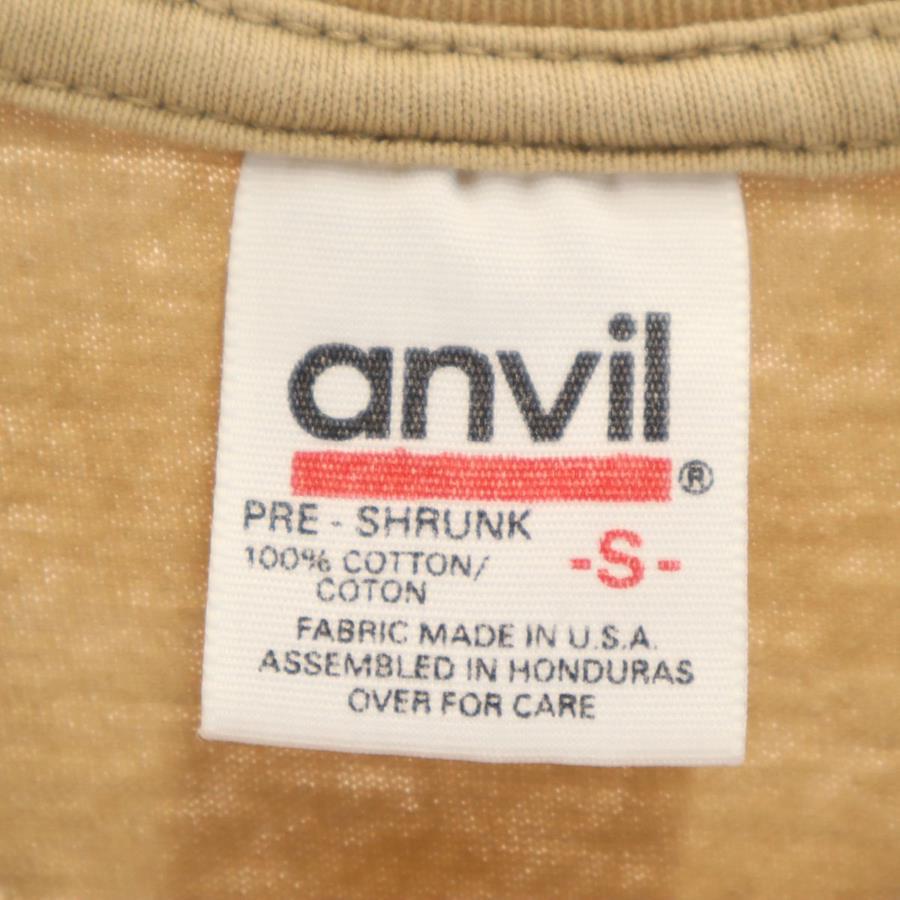 anvil
®
PRE - SHRUNK
100% COTTON/
COTON
-S-
FABRIC MADE IN U.S.A.
ASSEMBLED IN HONDURAS
OVER FOR CARE